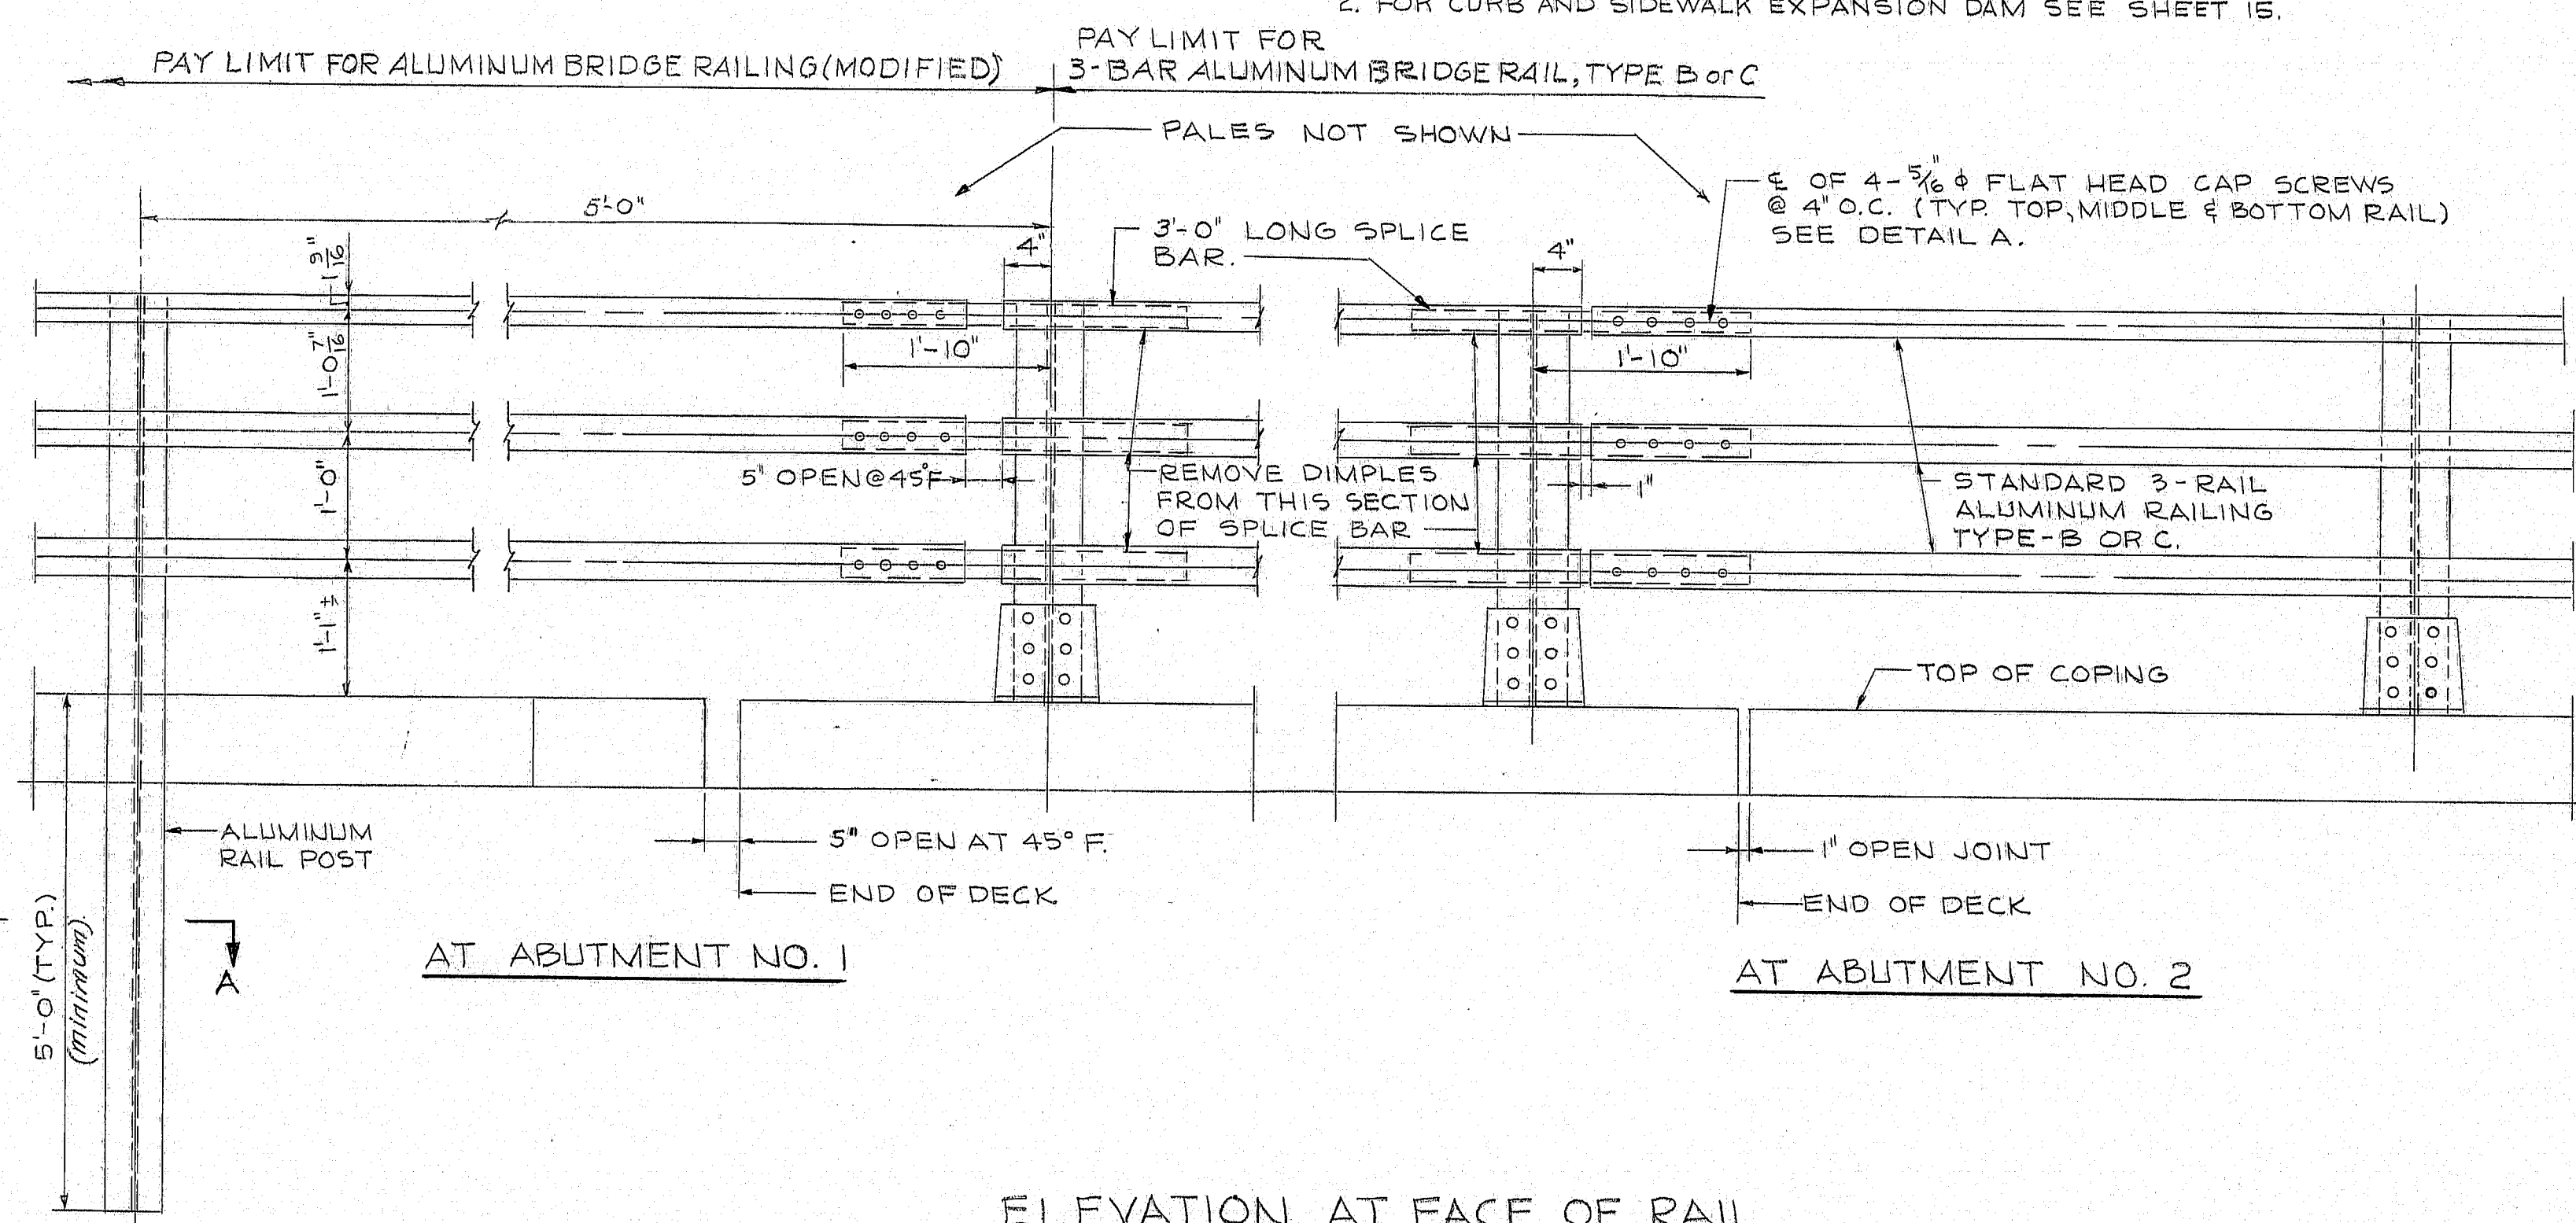 2. FOR CURB AND SIDEWALK EXPANSION DAM SEE SHEET 15.
PAY LIMIT FOR ALUMINUM BRIDGE RAILING (MODIFIED)
PAY LIMIT FOR
3-BAR ALUMINUM BRIDGE RAIL, TYPE B or C
PALES NOT SHOWN
℄ OF 4-5/16" ϕ FLAT HEAD CAP SCREWS
@ 4" O.C. (TYP. TOP, MIDDLE & BOTTOM RAIL)
SEE DETAIL A.
5'-0"
4"
3'-0" LONG SPLICE
BAR.
4"
1 9/16"
1'-0 7/16"
1'-10"
1'-10"
1'-0"
5" OPEN @ 45°F
REMOVE DIMPLES
FROM THIS SECTION
OF SPLICE BAR
1"
STANDARD 3-RAIL
ALUMINUM RAILING
TYPE-B OR C.
1'-1" ±
TOP OF COPING
ALUMINUM
RAIL POST
5" OPEN AT 45° F.
END OF DECK
1" OPEN JOINT
END OF DECK
5'-0" (TYP.)
(minimum)
A
AT ABUTMENT NO. 1
AT ABUTMENT NO. 2
ELEVATION AT FACE OF RAIL